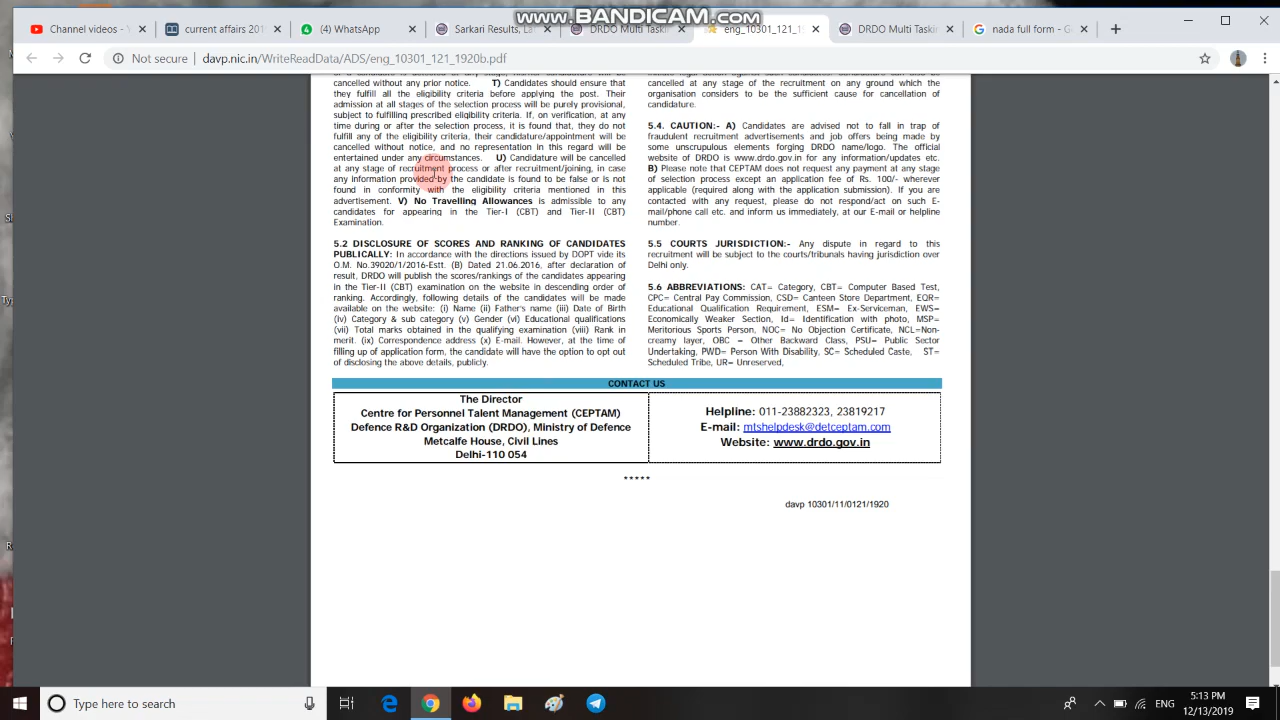 www.BANDICAM.com
Channel videos -
current affairs 201
(4) WhatsApp
Sarkari Results, La
DRDO Multi Taskin
eng_10301_121_1
DRDO Multi Taskin
nada full form - G
Not secure
davp.nic.in/WriteReadData/ADS/eng_10301_121_1920b.pdf
cancelled without any prior notice. T) Candidates should ensure that
they fulfill all the eligibility criteria before applying the post. Their
admission at all stages of the selection process will be purely provisional,
subject to fulfilling prescribed eligibility criteria. If, on verification, at any
time during or after the selection process, it is found that, they do not
fulfill any of the eligibility criteria, their candidature/appointment will be
cancelled without notice, and no representation in this regard will be
entertained under any circumstances. U) Candidature will be cancelled
at any stage of recruitment process or after recruitment/joining, in case
any information provided by the candidate is found to be false or is not
found in conformity with the eligibility criteria mentioned in this
advertisement. V) No Travelling Allowances is admissible to any
candidates for appearing in the Tier-I (CBT) and Tier-II (CBT)
Examination.
5.2 DISCLOSURE OF SCORES AND RANKING OF CANDIDATES
PUBLICALLY: In accordance with the directions issued by DOPT vide its
O.M. No.39020/1/2016-Estt. (B) Dated 21.06.2016, after declaration of
result, DRDO will publish the scores/rankings of the candidates appearing
in the Tier-II (CBT) examination on the website in descending order of
ranking. Accordingly, following details of the candidates will be made
available on the website: (i) Name (ii) Father's name (iii) Date of Birth
(iv) Category & sub category (v) Gender (vi) Educational qualifications
(vii) Total marks obtained in the qualifying examination (viii) Rank in
merit. (ix) Correspondence address (x) E-mail. However, at the time of
filling up of application form, the candidate will have the option to opt out
of disclosing the above details, publicly.
cancelled at any stage of the recruitment on any ground which the
organisation considers to be the sufficient cause for cancellation of
candidature.
5.4. CAUTION:- A) Candidates are advised not to fall in trap of
fraudulent recruitment advertisements and job offers being made by
some unscrupulous elements forging DRDO name/logo. The official
website of DRDO is www.drdo.gov.in for any information/updates etc.
B) Please note that CEPTAM does not request any payment at any stage
of selection process except an application fee of Rs. 100/- wherever
applicable (required along with the application submission). If you are
contacted with any request, please do not respond/act on such E-
mail/phone call etc. and inform us immediately, at our E-mail or helpline
number.
5.5 COURTS JURISDICTION:- Any dispute in regard to this
recruitment will be subject to the courts/tribunals having jurisdiction over
Delhi only.
5.6 ABBREVIATIONS: CAT= Category, CBT= Computer Based Test,
CPC= Central Pay Commission, CSD= Canteen Store Department, EQR=
Educational Qualification Requirement, ESM= Ex-Serviceman, EWS=
Economically Weaker Section, Id= Identification with photo, MSP=
Meritorious Sports Person, NOC= No Objection Certificate, NCL=Non-
creamy layer, OBC = Other Backward Class, PSU= Public Sector
Undertaking, PWD= Person With Disability, SC= Scheduled Caste, ST=
Scheduled Tribe, UR= Unreserved,
CONTACT US
The Director
Centre for Personnel Talent Management (CEPTAM)
Defence R&D Organization (DRDO), Ministry of Defence
Metcalfe House, Civil Lines
Delhi-110 054
Helpline: 011-23882323, 23819217
E-mail: mtshelpdesk@detceptam.com
Website: www.drdo.gov.in
*****
davp 10301/11/0121/1920
Type here to search
ENG
5:13 PM
12/13/2019